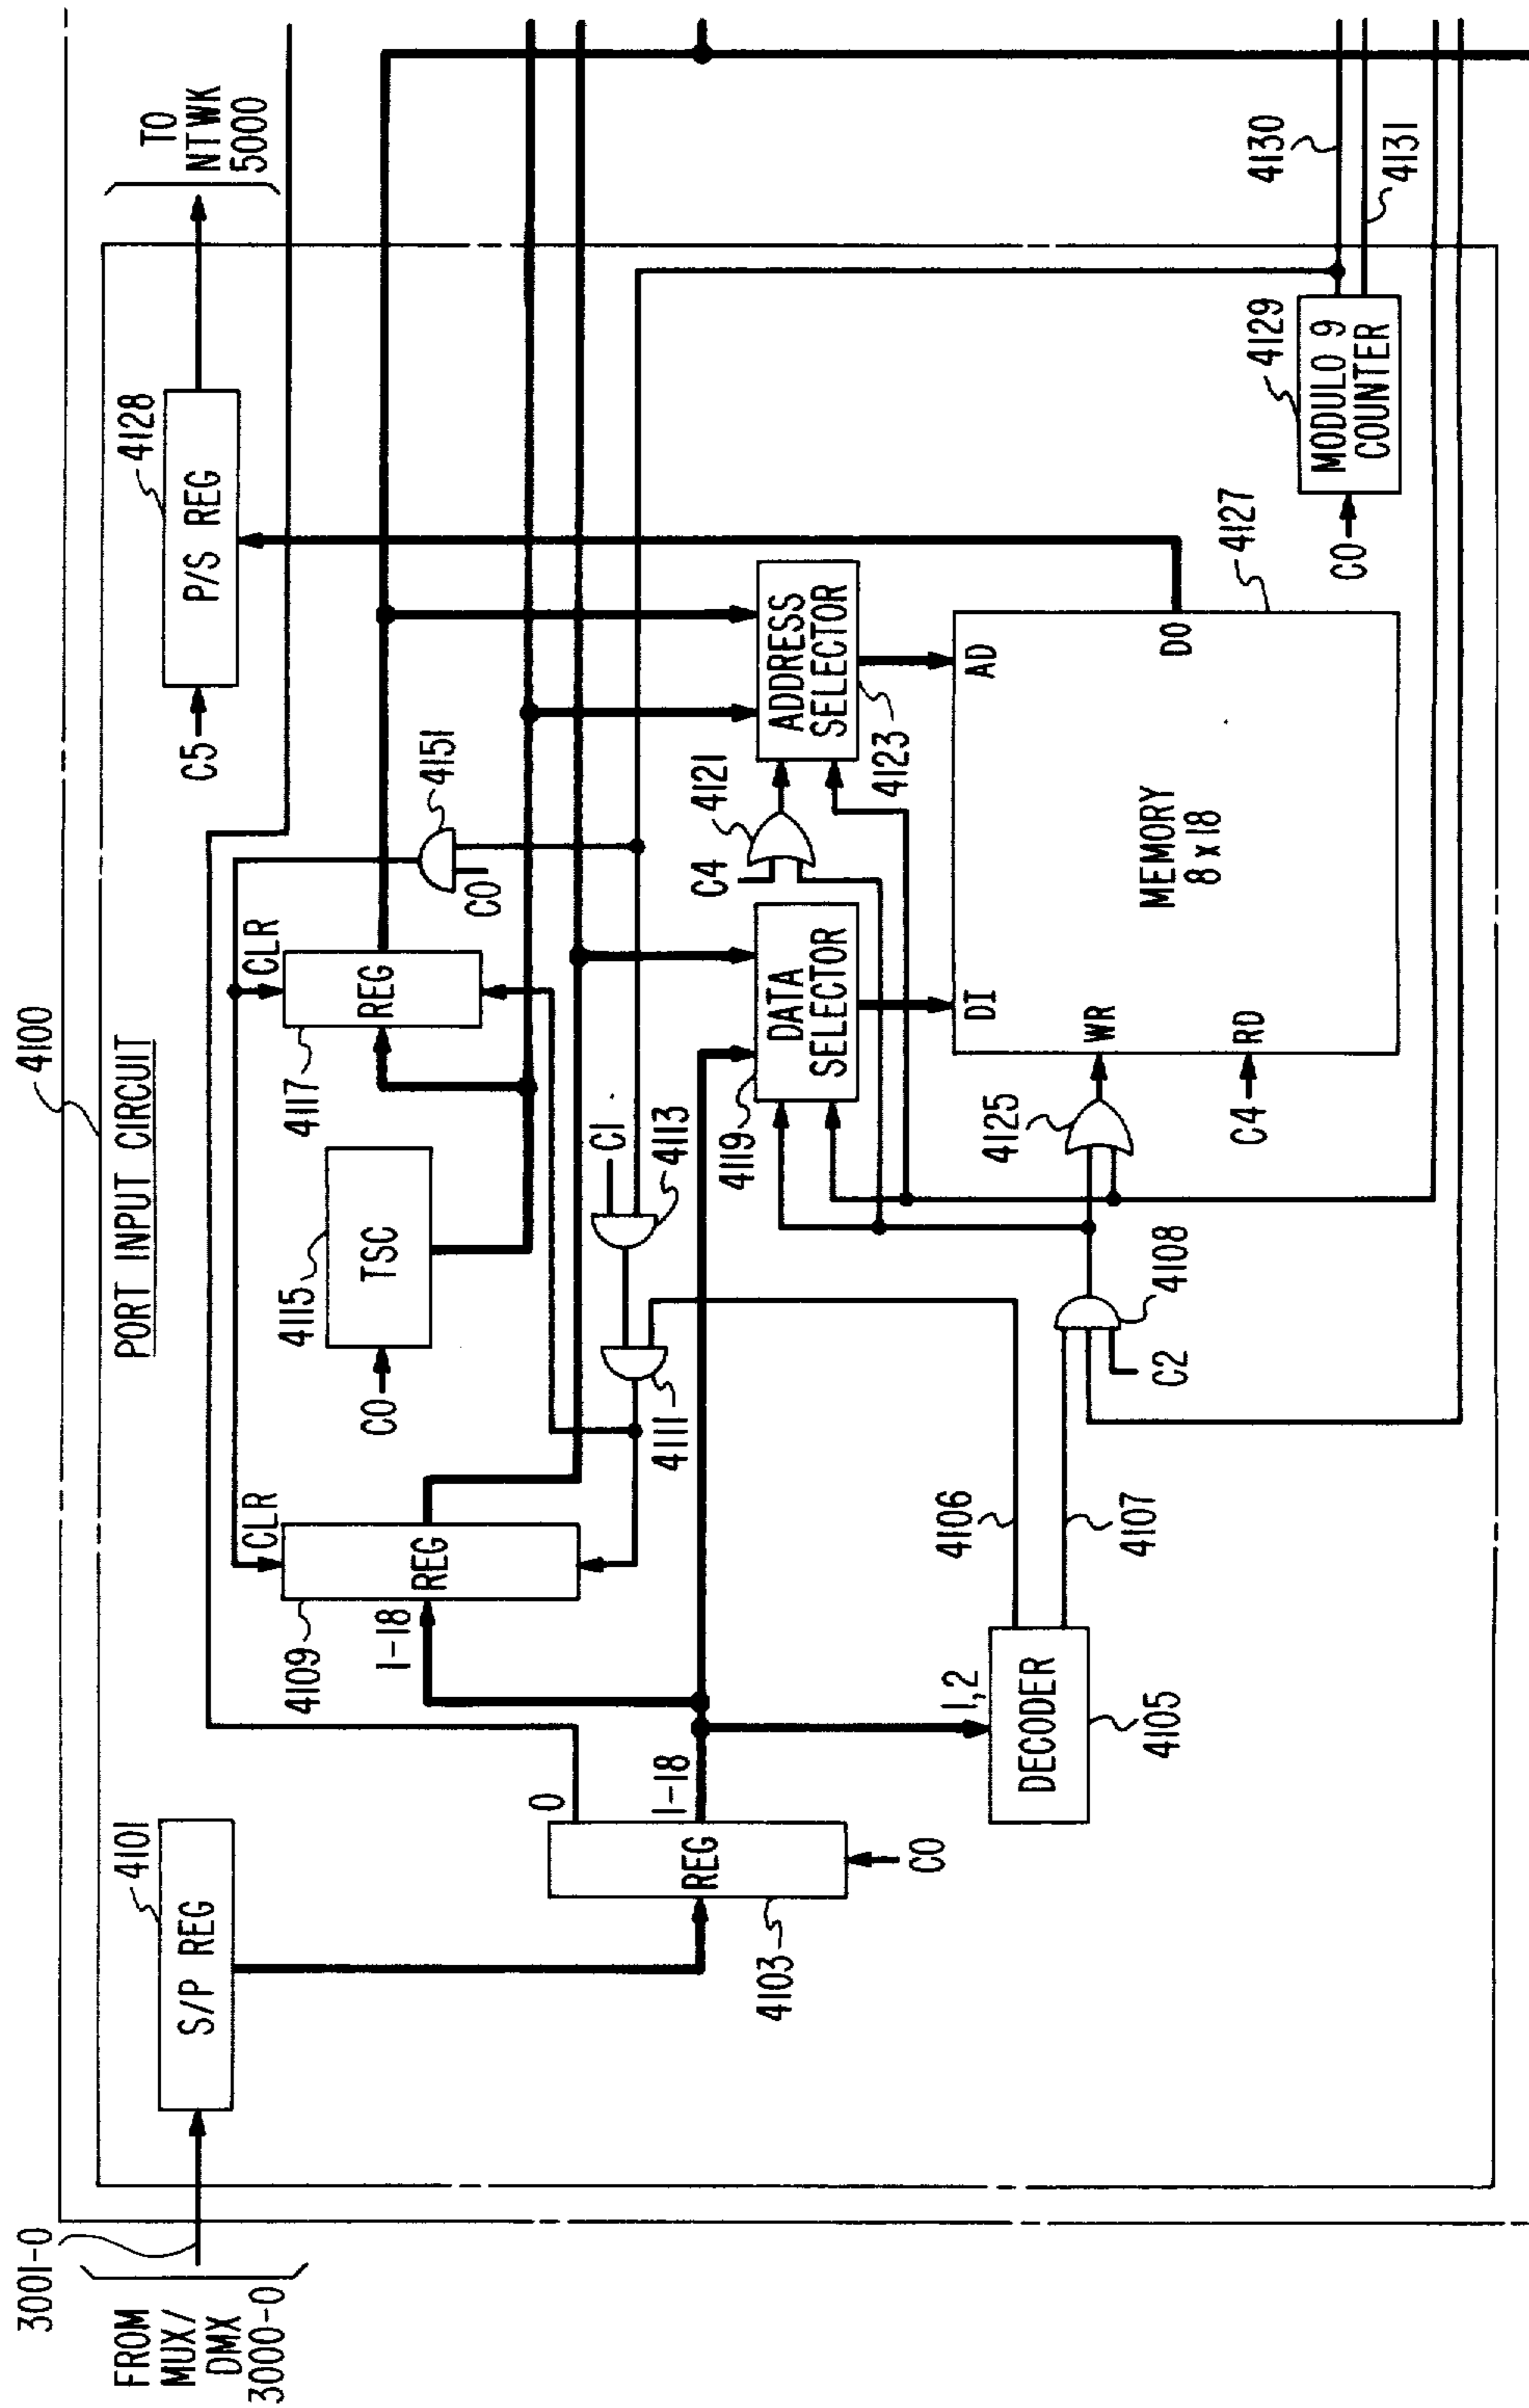 4100
PORT INPUT CIRCUIT
3001-0
FROM
MUX/
DMX
3000-0
S/P REG
4101
C5
P/S REG
4128
TO
NTWK
5000
0
REG
1-18
4103
C0
4109
1-18
REG
CLR
C0
4115
TSC
4117
REG
CLR
C0
4151
1,2
DECODER
4105
4106
4107
4111
C1
4113
4108
C2
4119
DATA
SELECTOR
C4
4121
ADDRESS
SELECTOR
4123
4125
WR
C4
RD
DI
AD
DO
MEMORY
8 x 18
4127
C0
MODULO 9
COUNTER
4129
4130
4131